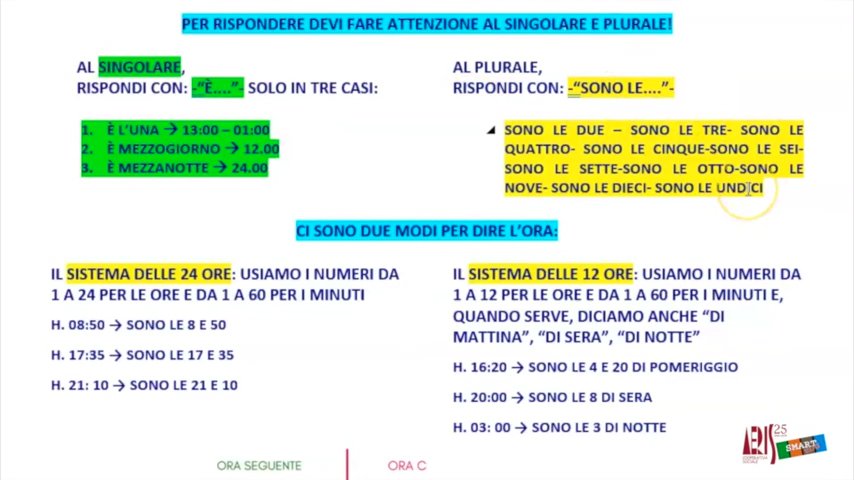 PER RISPONDERE DEVI FARE ATTENZIONE AL SINGOLARE E PLURALE!
AL SINGOLARE,
RISPONDI CON: -"È...."- SOLO IN TRE CASI:
1. È L'UNA → 13:00 – 01:00
2. È MEZZOGIORNO → 12.00
3. È MEZZANOTTE → 24.00
AL PLURALE,
RISPONDI CON: -"SONO LE...."-
SONO LE DUE – SONO LE TRE- SONO LE
QUATTRO- SONO LE CINQUE-SONO LE SEI-
SONO LE SETTE-SONO LE OTTO-SONO LE
NOVE- SONO LE DIECI- SONO LE UNDICI
CI SONO DUE MODI PER DIRE L'ORA:
IL SISTEMA DELLE 24 ORE: USIAMO I NUMERI DA
1 A 24 PER LE ORE E DA 1 A 60 PER I MINUTI
H. 08:50 → SONO LE 8 E 50
H. 17:35 → SONO LE 17 E 35
H. 21: 10 → SONO LE 21 E 10
IL SISTEMA DELLE 12 ORE: USIAMO I NUMERI DA
1 A 12 PER LE ORE E DA 1 A 60 PER I MINUTI E,
QUANDO SERVE, DICIAMO ANCHE "DI
MATTINA", "DI SERA", "DI NOTTE"
H. 16:20 → SONO LE 4 E 20 DI POMERIGGIO
H. 20:00 → SONO LE 8 DI SERA
H. 03: 00 → SONO LE 3 DI NOTTE
ORA SEGUENTE
ORA C
AERIS 25
SMART